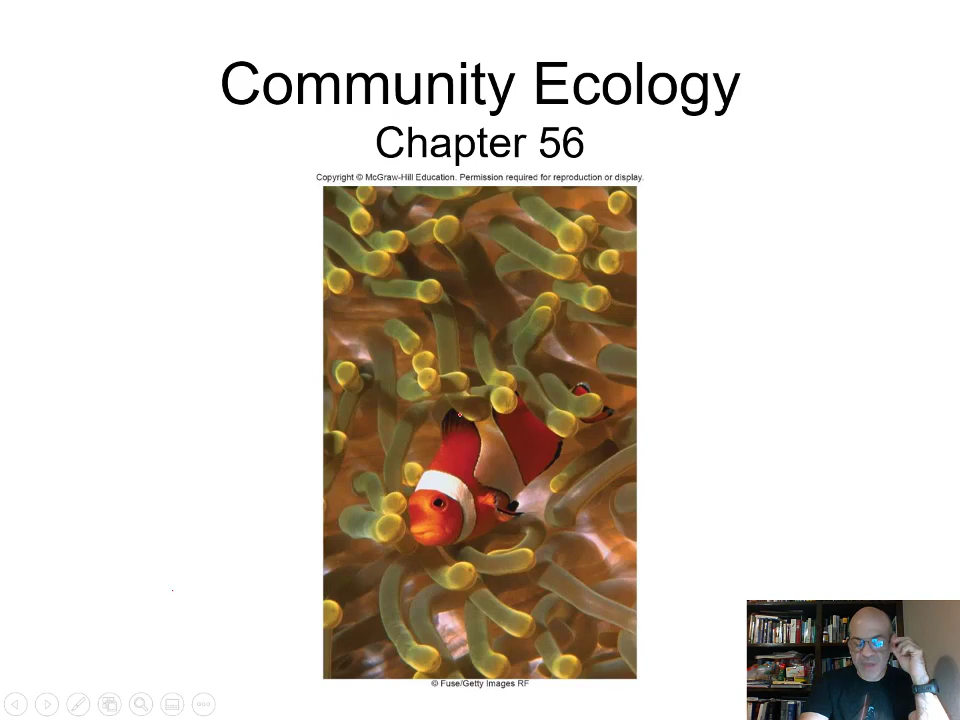 Community Ecology
Chapter 56
Copyright © McGraw-Hill Education. Permission required for reproduction or display.
© Fuse/Getty Images RF